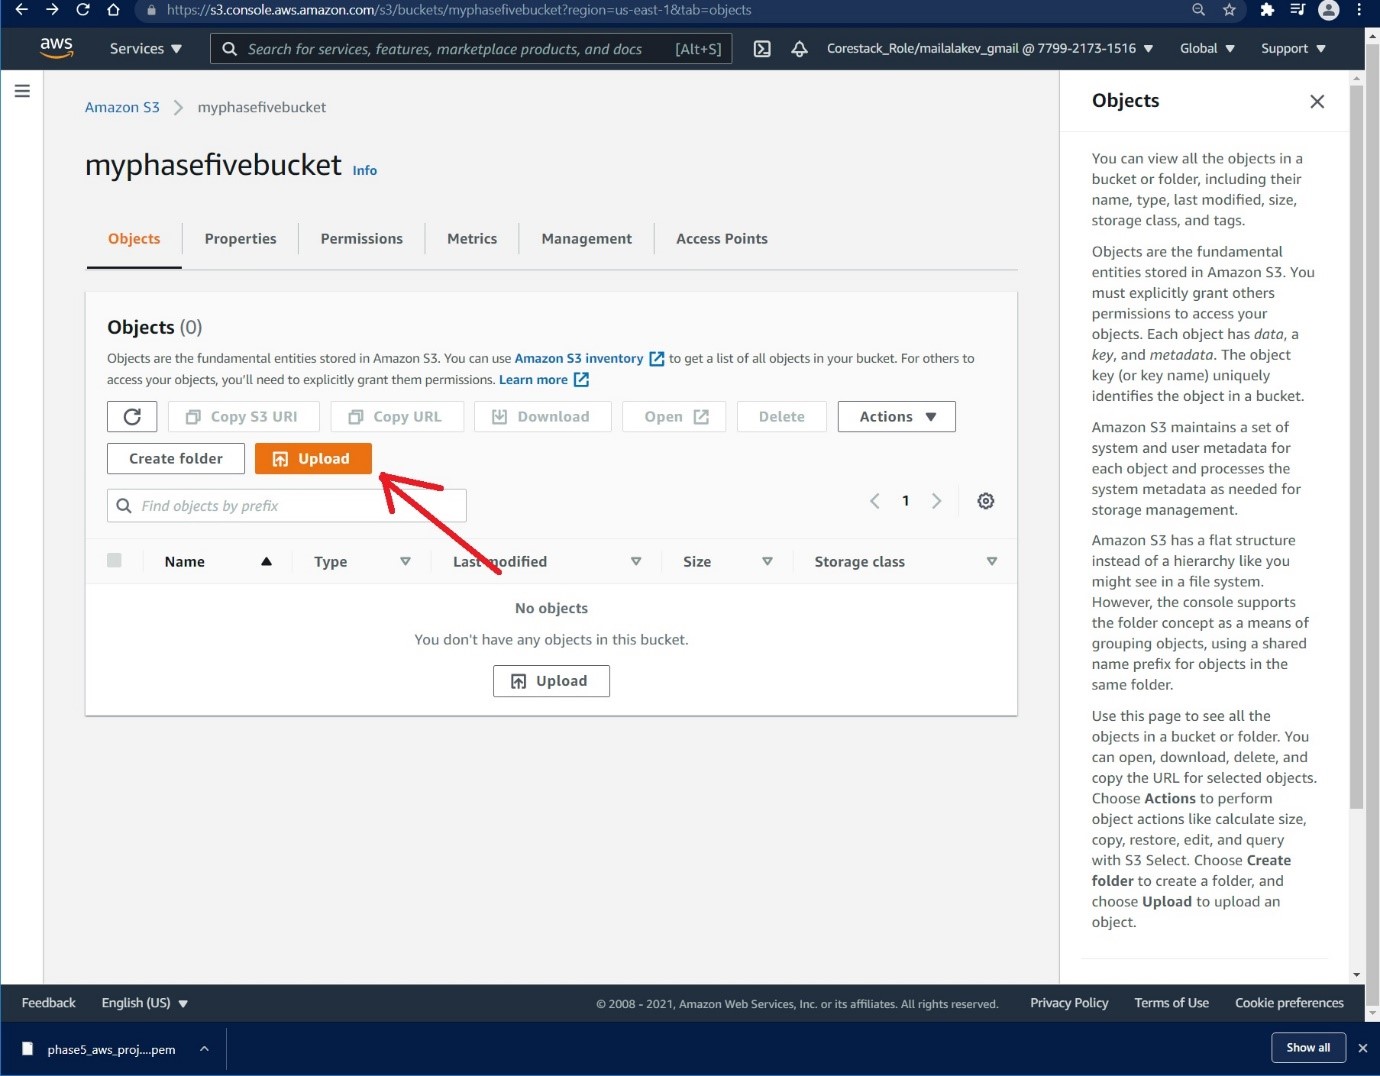 https://s3.console.aws.amazon.com/s3/buckets/myphasefivebucket?region=us-east-1&tab=objects
aws
Services
Search for services, features, marketplace products, and docs
[Alt+S]
Corestack_Role/mailalakev_gmail @ 7799-2173-1516
Global
Support
Amazon S3
myphasefivebucket
myphasefivebucket
Info
Objects
Properties
Permissions
Metrics
Management
Access Points
Objects (0)
Objects are the fundamental entities stored in Amazon S3. You can use Amazon S3 inventory to get a list of all objects in your bucket. For others to
access your objects, you'll need to explicitly grant them permissions. Learn more
Copy S3 URI
Copy URL
Download
Open
Delete
Actions
Create folder
Upload
Find objects by prefix
1
Name
Type
Last modified
Size
Storage class
No objects
You don't have any objects in this bucket.
Upload
Objects
You can view all the objects in a
bucket or folder, including their
name, type, last modified, size,
storage class, and tags.
Objects are the fundamental
entities stored in Amazon S3. You
must explicitly grant others
permissions to access your
objects. Each object has data, a
key, and metadata. The object
key (or key name) uniquely
identifies the object in a bucket.
Amazon S3 maintains a set of
system and user metadata for
each object and processes the
system metadata as needed for
storage management.
Amazon S3 has a flat structure
instead of a hierarchy like you
might see in a file system.
However, the console supports
the folder concept as a means of
grouping objects, using a shared
name prefix for objects in the
same folder.
Use this page to see all the
objects in a bucket or folder. You
can open, download, delete, and
copy the URL for selected objects.
Choose Actions to perform
object actions like calculate size,
copy, restore, edit, and query
with S3 Select. Choose Create
folder to create a folder, and
choose Upload to upload an
object.
Feedback
English (US)
© 2008 - 2021, Amazon Web Services, Inc. or its affiliates. All rights reserved.
Privacy Policy
Terms of Use
Cookie preferences
phase5_aws_proj....pem
Show all